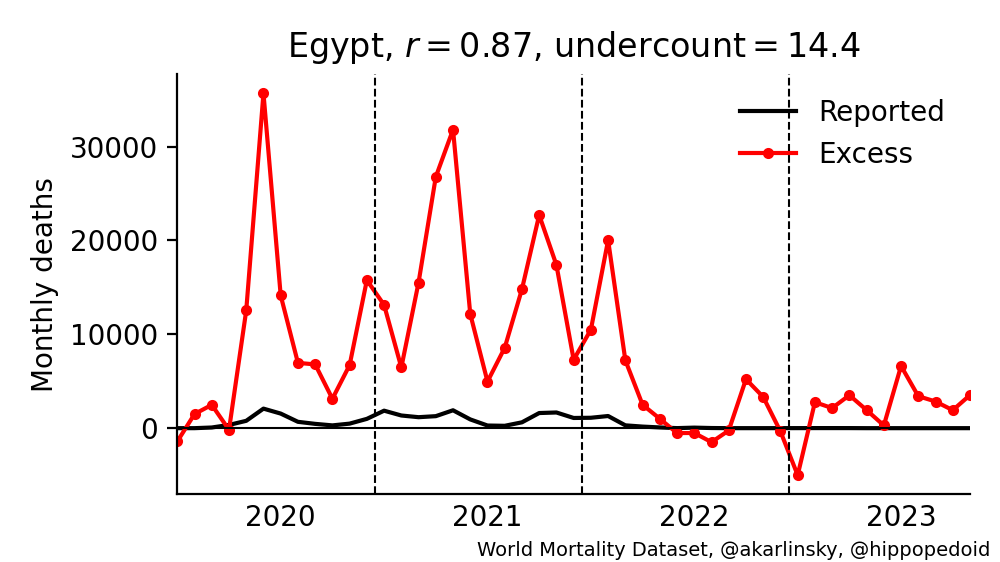 Egypt, r = 0.87, undercount = 14.4
Reported
Excess
Monthly deaths
30000
20000
10000
0
2020 2021 2022 2023
World Mortality Dataset, @akarlinsky, @hippopedoid